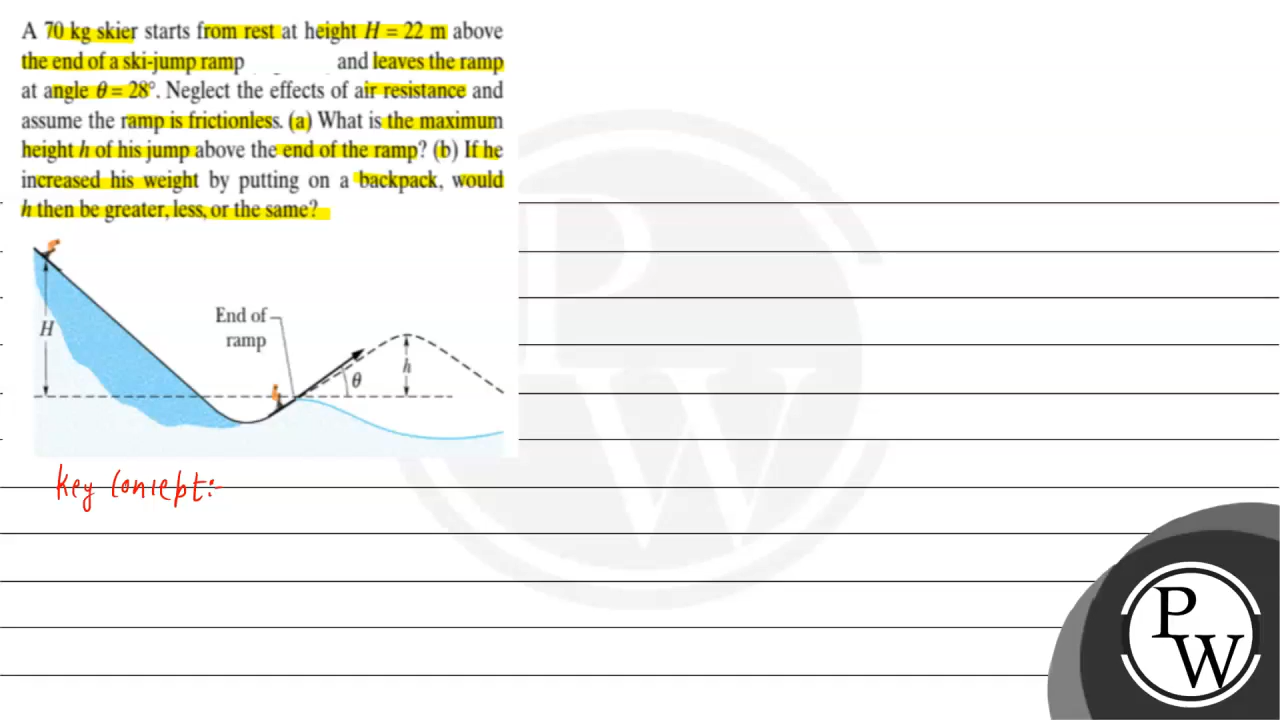 A 70 kg skier starts from rest at height H = 22 m above
the end of a ski-jump ramp and leaves the ramp
at angle θ = 28°. Neglect the effects of air resistance and
assume the ramp is frictionless. (a) What is the maximum
height h of his jump above the end of the ramp? (b) If he
increased his weight by putting on a backpack, would
h then be greater, less, or the same?
End of
ramp
H
h
θ
Key Concept:-
P
W
P
W